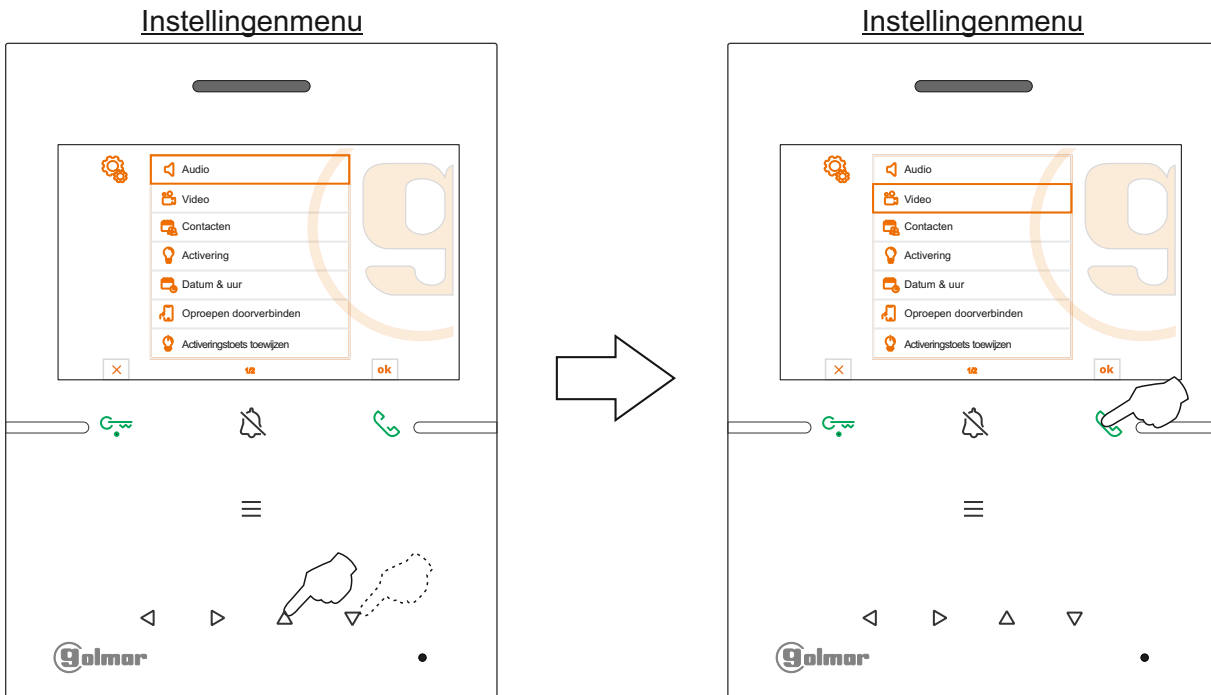 Instellingenmenu
Audio
Video
Contacten
Activering
Datum & uur
Oproepen doorverbinden
Activeringstoets toewijzen
1/2
ok
golmar
Instellingenmenu
Audio
Video
Contacten
Activering
Datum & uur
Oproepen doorverbinden
Activeringstoets toewijzen
1/2
ok
golmar